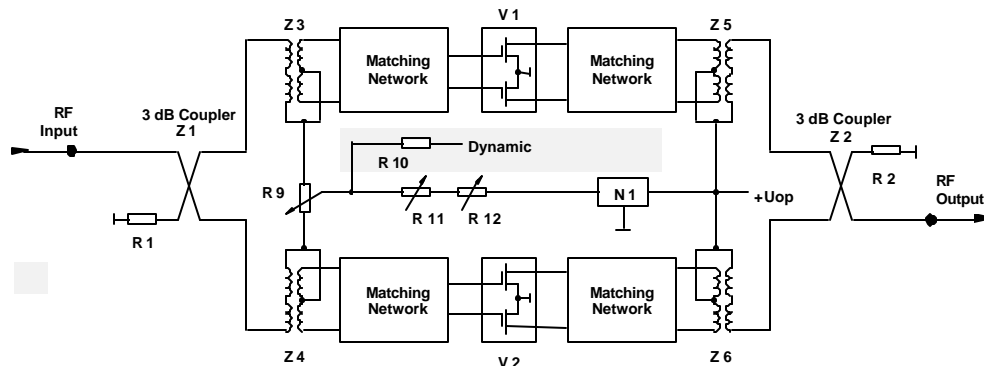 Z 3
V 1
Z 5
Matching
Network
Matching
Network
RF
Input
3 dB Coupler
Z 1
3 dB Coupler
Z 2
R 10
Dynamic
R 2
R 9
R 11
R 12
N 1
+Uop
RF
Output
R 1
Matching
Network
Matching
Network
Z 4
V 2
Z 6